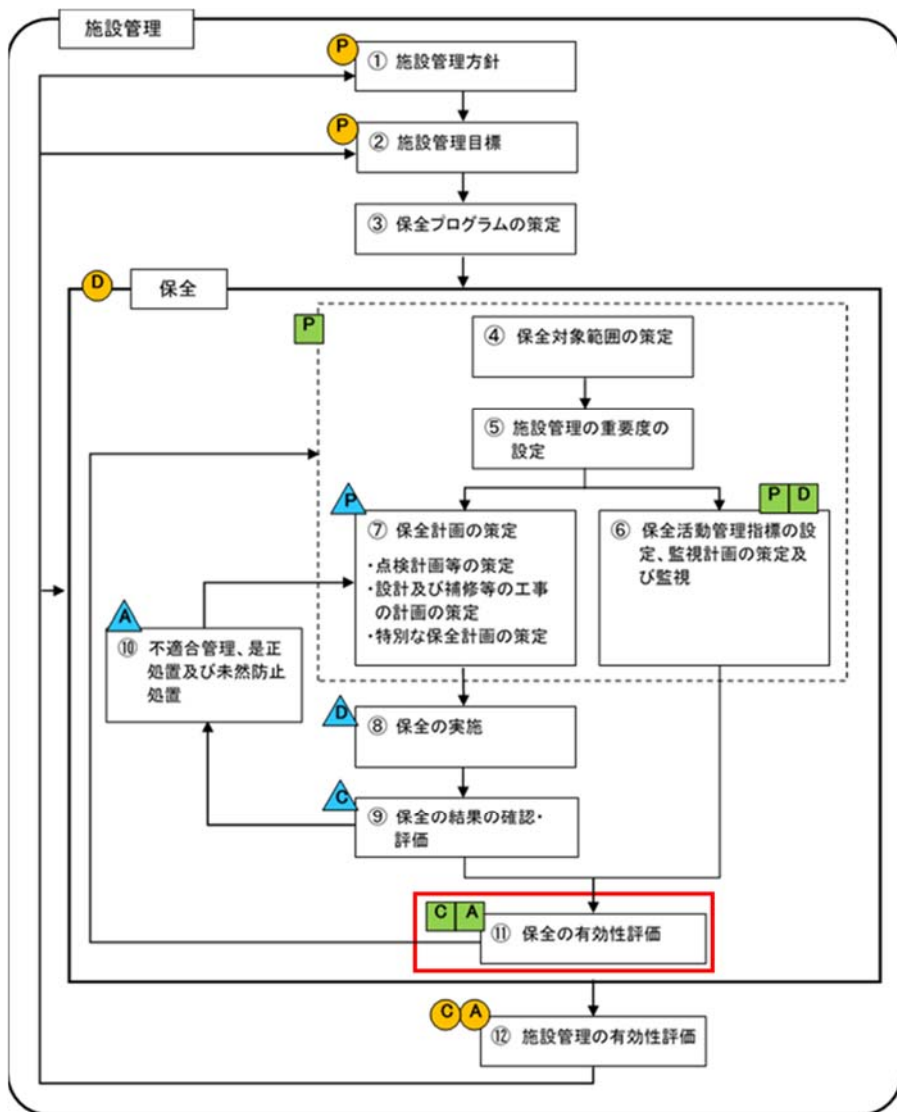 施設管理
P
① 施設管理方針
P
② 施設管理目標
③ 保全プログラムの策定
D
保全
P
④ 保全対象範囲の策定
⑤ 施設管理の重要度の
設定
P
⑦ 保全計画の策定
・点検計画等の策定
・設計及び補修等の工事
の計画の策定
・特別な保全計画の策定
P D
⑥ 保全活動管理指標の設
定、監視計画の策定及
び監視
A
⑩ 不適合管理、是正
処置及び未然防止
処置
D
⑧ 保全の実施
C
⑨ 保全の結果の確認・
評価
C A
⑪ 保全の有効性評価
C A
⑫ 施設管理の有効性評価